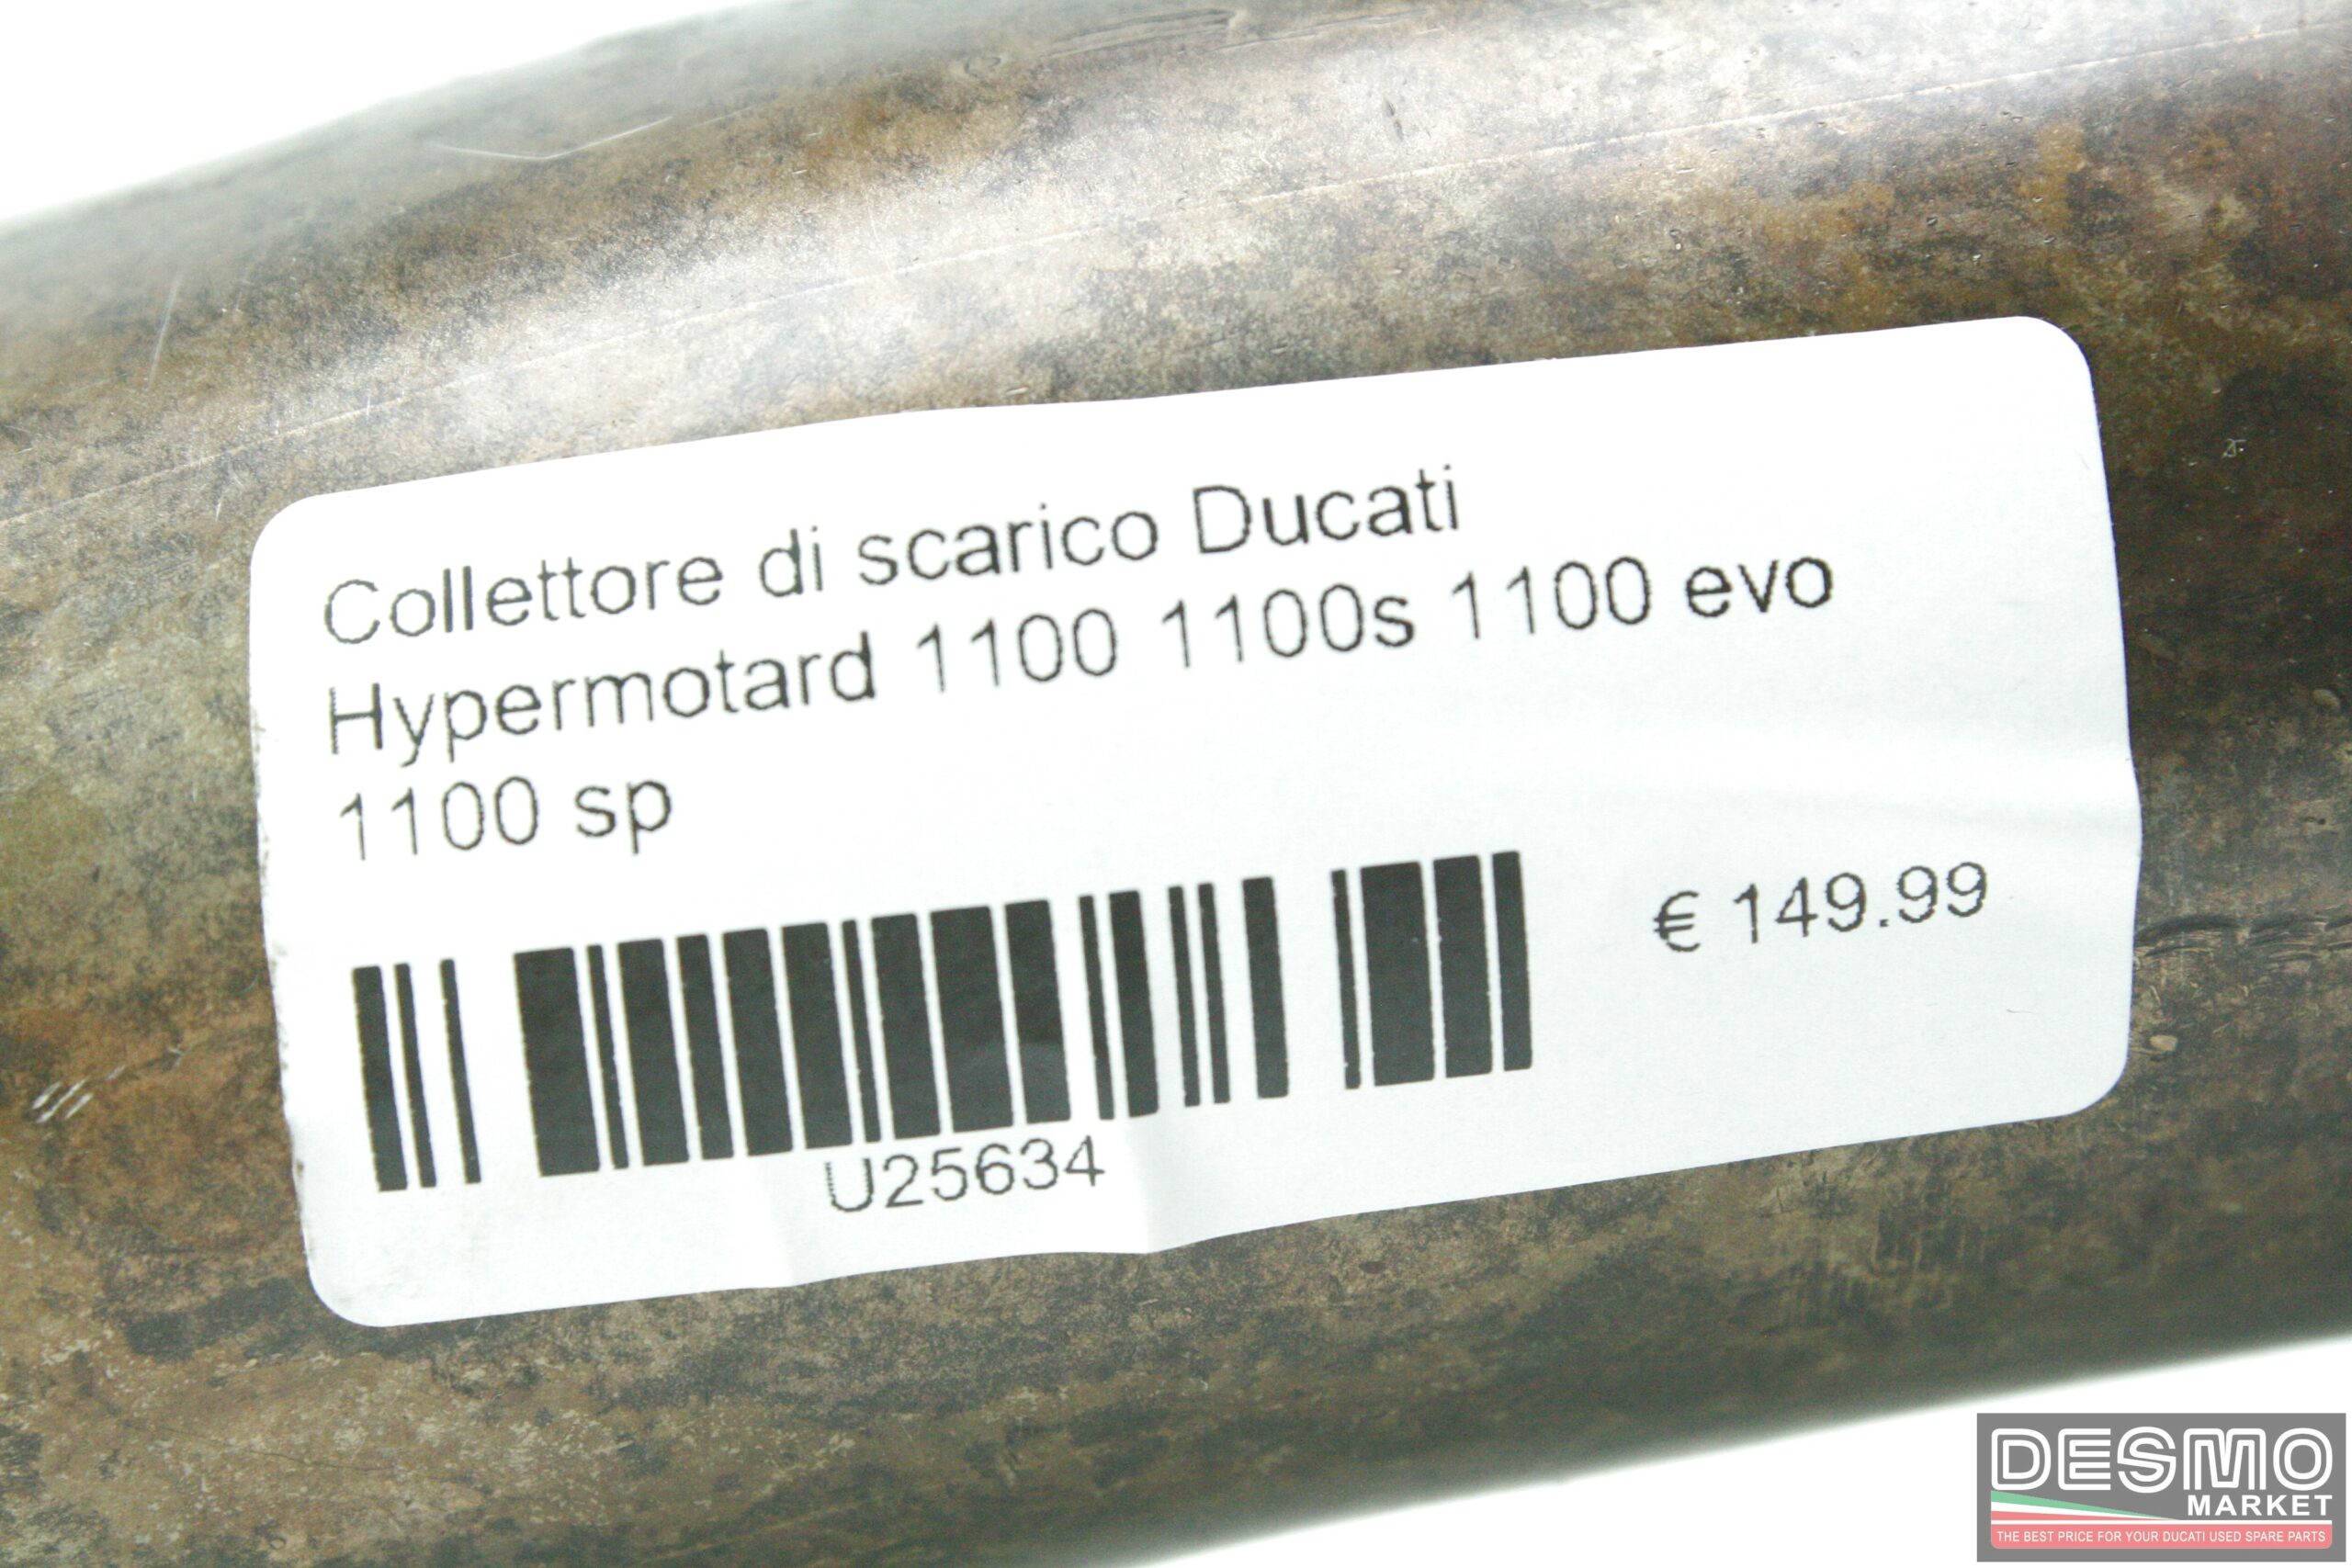 Collettore di scarico Ducati
Hypermotard 1100 1100s 1100 evo
1100 sp
€ 149.99
U25634
DESMO
MARKET
THE BEST PRICE FOR YOUR DUCATI USED SPARE PARTS